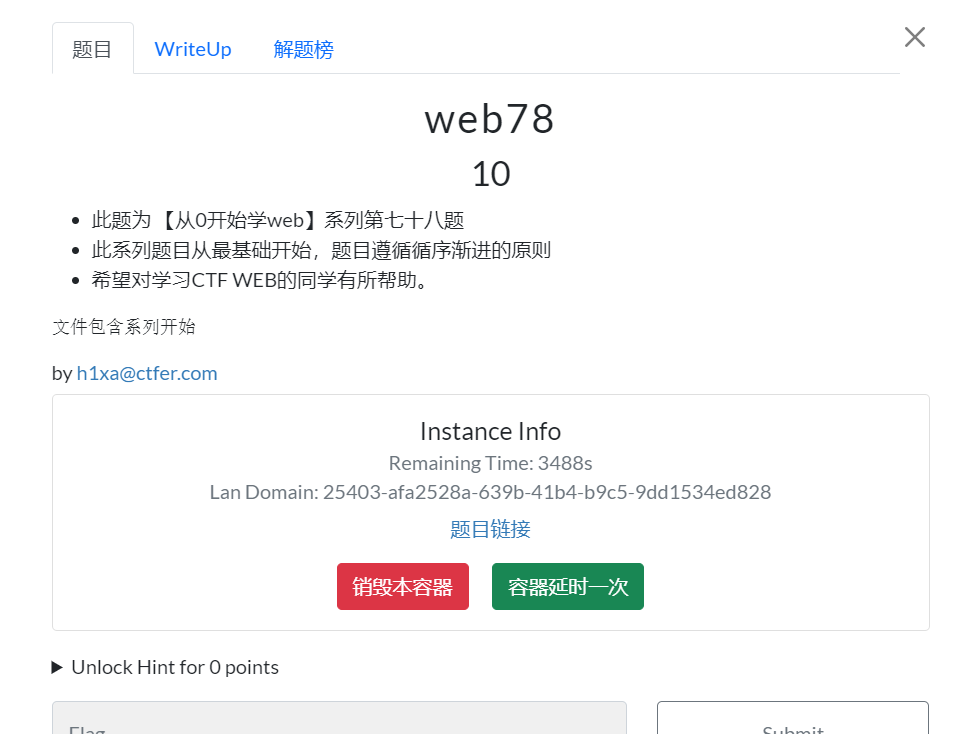 题目 WriteUp 解题榜
web78
10
此题为 【从0开始学web】系列第七十八题
此系列题目从最基础开始，题目遵循循序渐进的原则
希望对学习CTF WEB的同学有所帮助。
文件包含系列开始
by h1xa@ctfer.com
Instance Info
Remaining Time: 3488s
Lan Domain: 25403-afa2528a-639b-41b4-b9c5-9dd1534ed828
题目链接
销毁本容器 容器延时一次
Unlock Hint for 0 points
Flag Submit